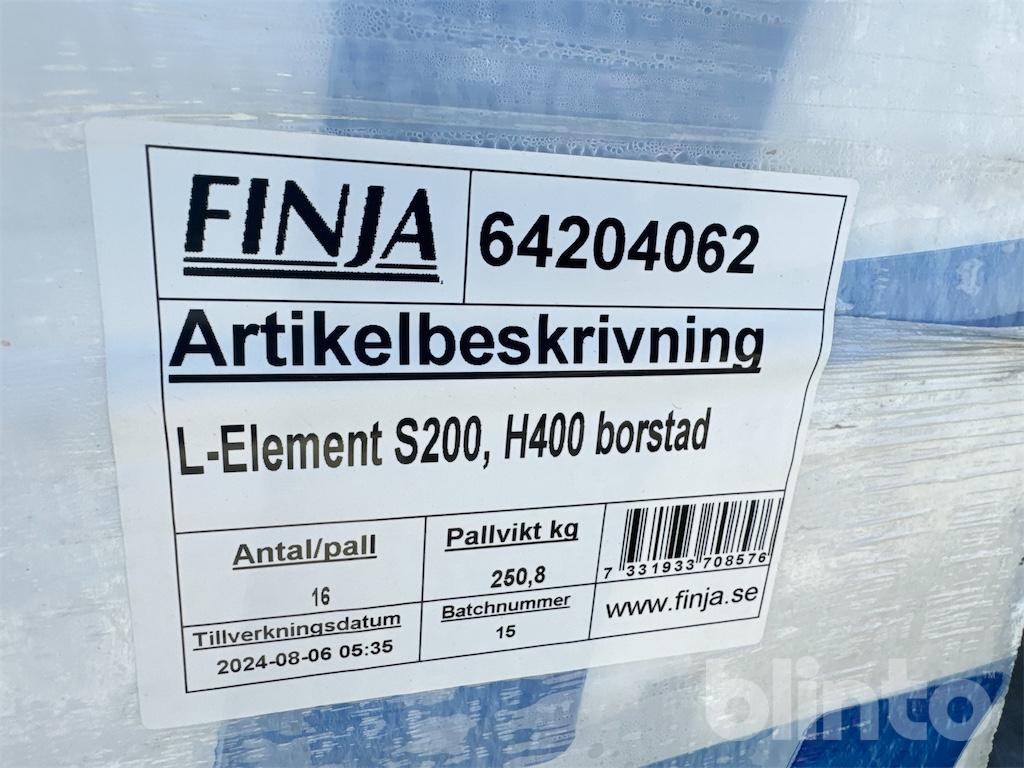 FINJA
64204062
Artikelbeskrivning
L-Element S200, H400 borstad
Antal/pall
16
Pallvikt kg
250,8
7 331933 708576
Tillverkningsdatum
2024-08-06 05:35
Batchnummer
15
www.finja.se
blinto™